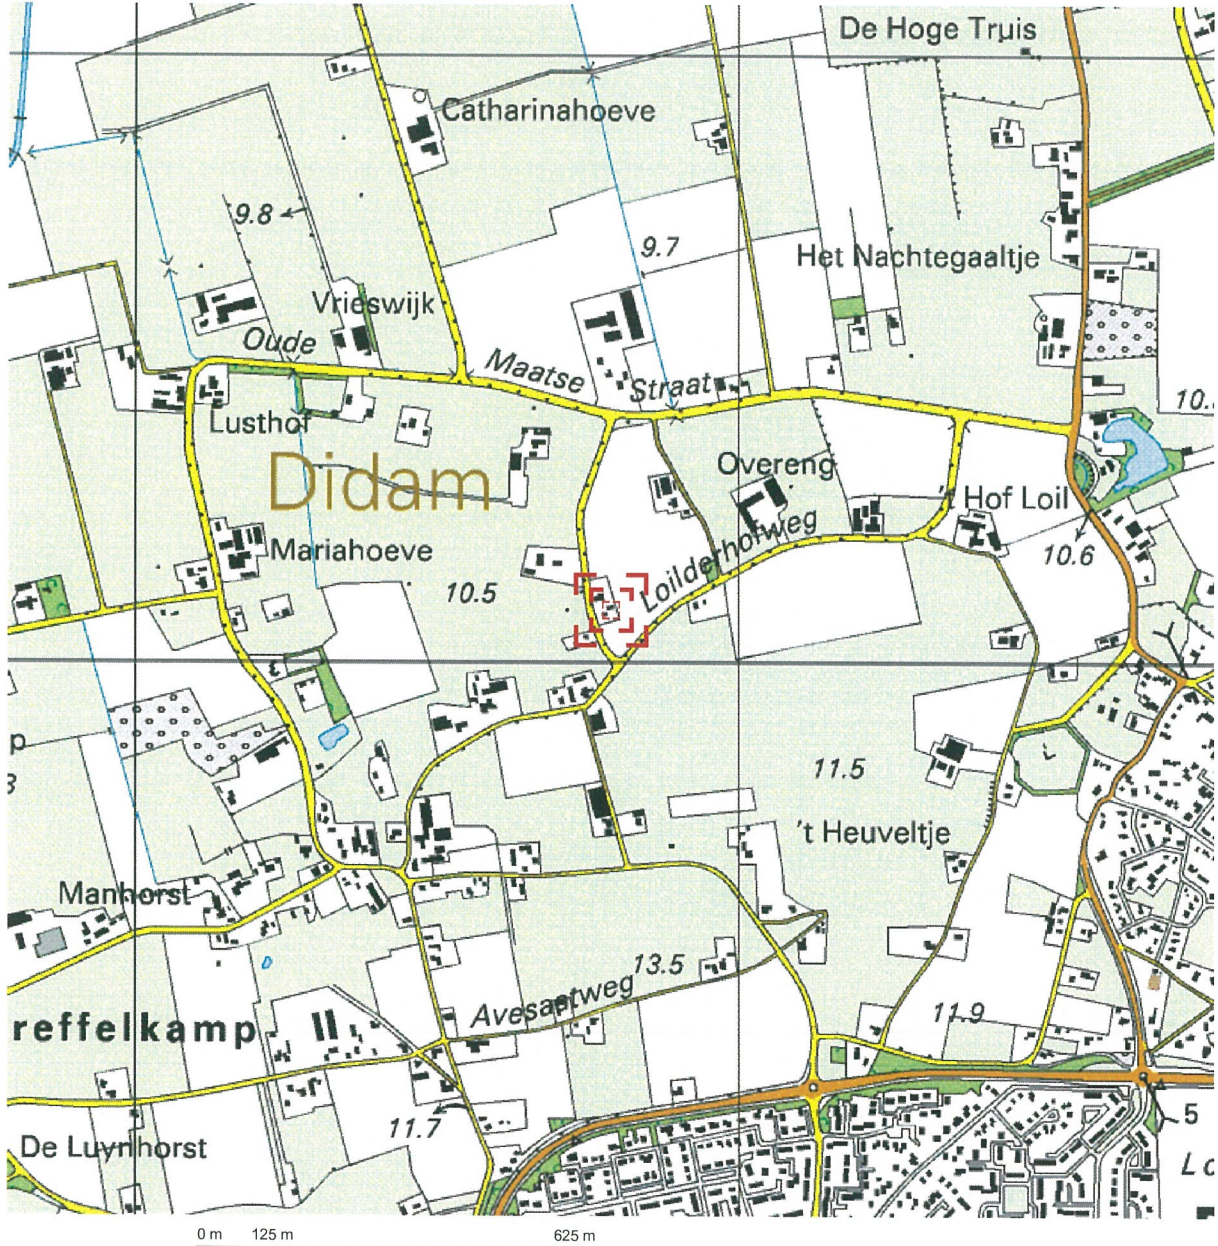 De Hoge Truis
Catharinahoeve
9.8
9.7
Het Nachtegaaltje
Vrieswijk
Oude Maatse Straat
10.
Lusthof
Didam
Overeng
Hof Loil
Mariahoeve
Loilderhofweg
10.6
10.5
p
11.5
't Heuveltje
Manhorst
13.5
Avesaatweg
11.9
reffelkamp
11.7
5
De Luynhorst
Lo
0 m 125 m 625 m